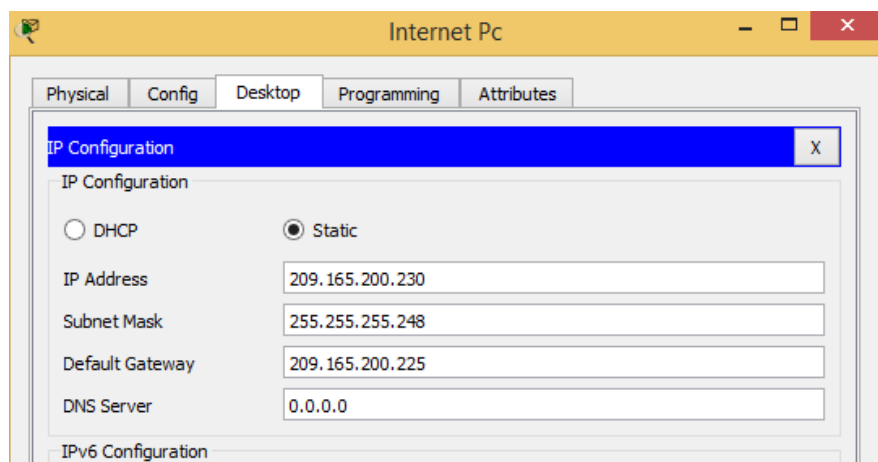 Internet Pc
Physical Config Desktop Programming Attributes
IP Configuration X
IP Configuration
DHCP Static
IP Address 209.165.200.230
Subnet Mask 255.255.255.248
Default Gateway 209.165.200.225
DNS Server 0.0.0.0
IPv6 Configuration